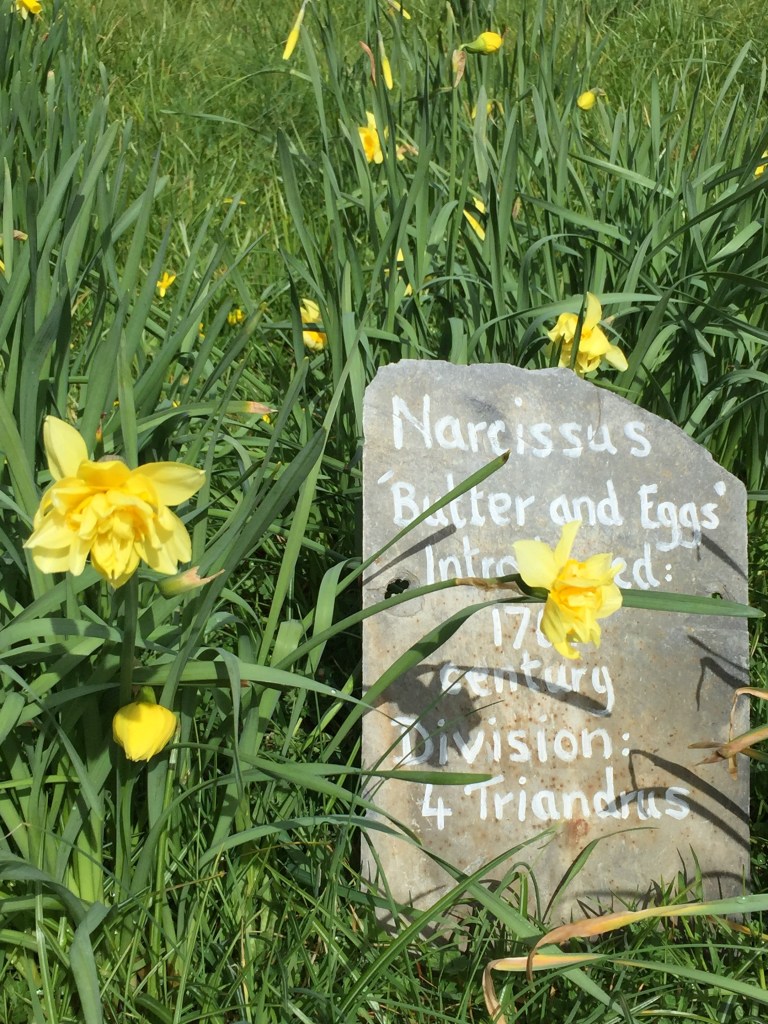 Narcissus
'Butter and Eggs'
century
Division:
4 Triandrus